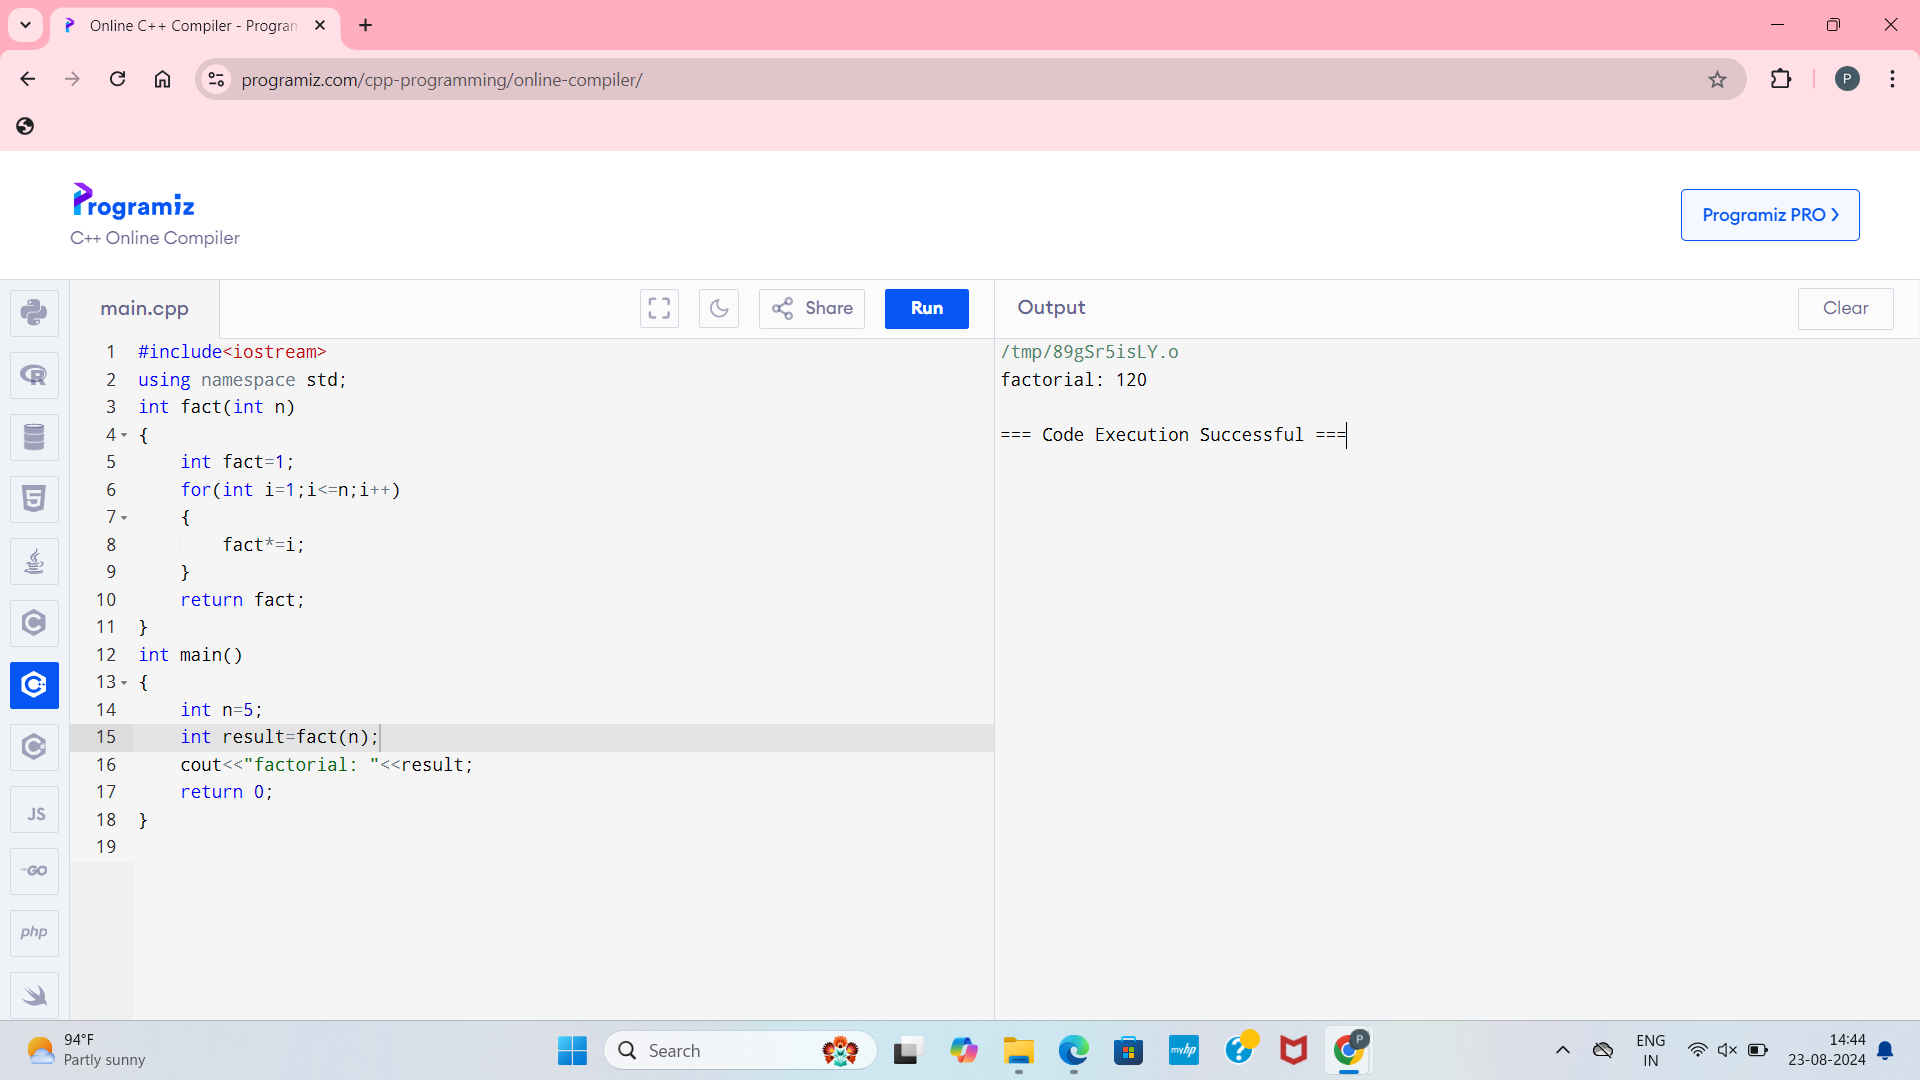 Online C++ Compiler - Program
programiz.com/cpp-programming/online-compiler/
P
Programiz
C++ Online Compiler
Programiz PRO
main.cpp
Share
Run
Output
Clear
1 #include<iostream>
2 using namespace std;
3 int fact(int n)
4 {
5     int fact=1;
6     for(int i=1;i<=n;i++)
7     {
8         fact*=i;
9     }
10     return fact;
11 }
12 int main()
13 {
14     int n=5;
15     int result=fact(n);
16     cout<<"factorial: "<<result;
17     return 0;
18 }
19
/tmp/89gSr5isLY.o
factorial: 120
=== Code Execution Successful ===
JS
GO
php
94°F
Partly sunny
Search
myhp
P
ENG
IN
14:44
23-08-2024